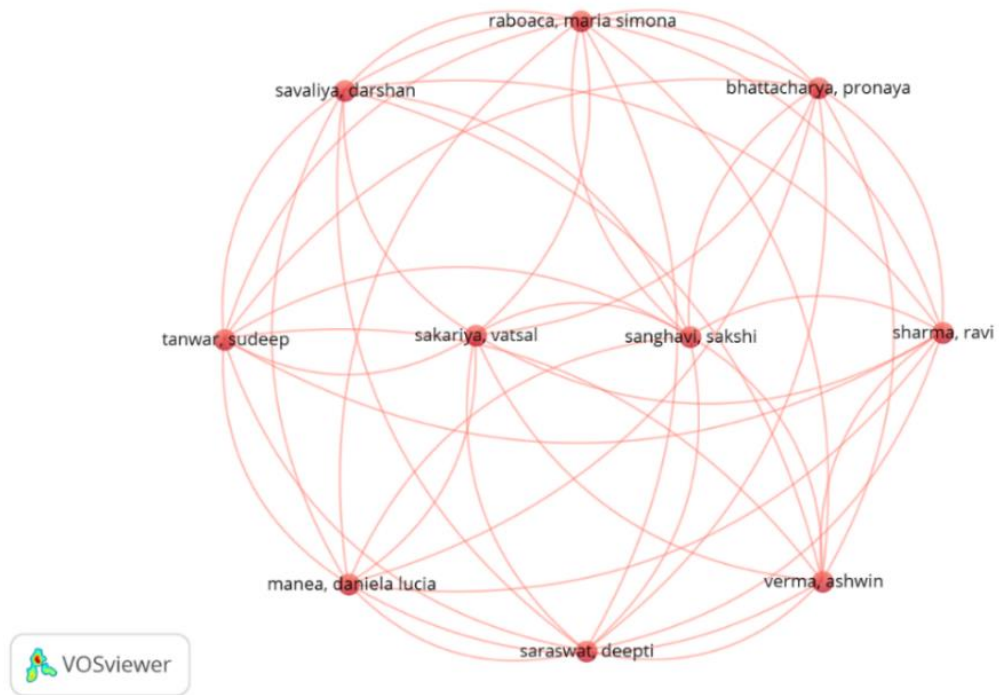 raboaca, maria simona
savaliya, darshan
bhattacharya, pronaya
tanwar, sudeep
sakariya, vatsal
sanghavi, sakshi
sharma, ravi
manea, daniela lucia
verma, ashwin
saraswat, deepti
VOSviewer